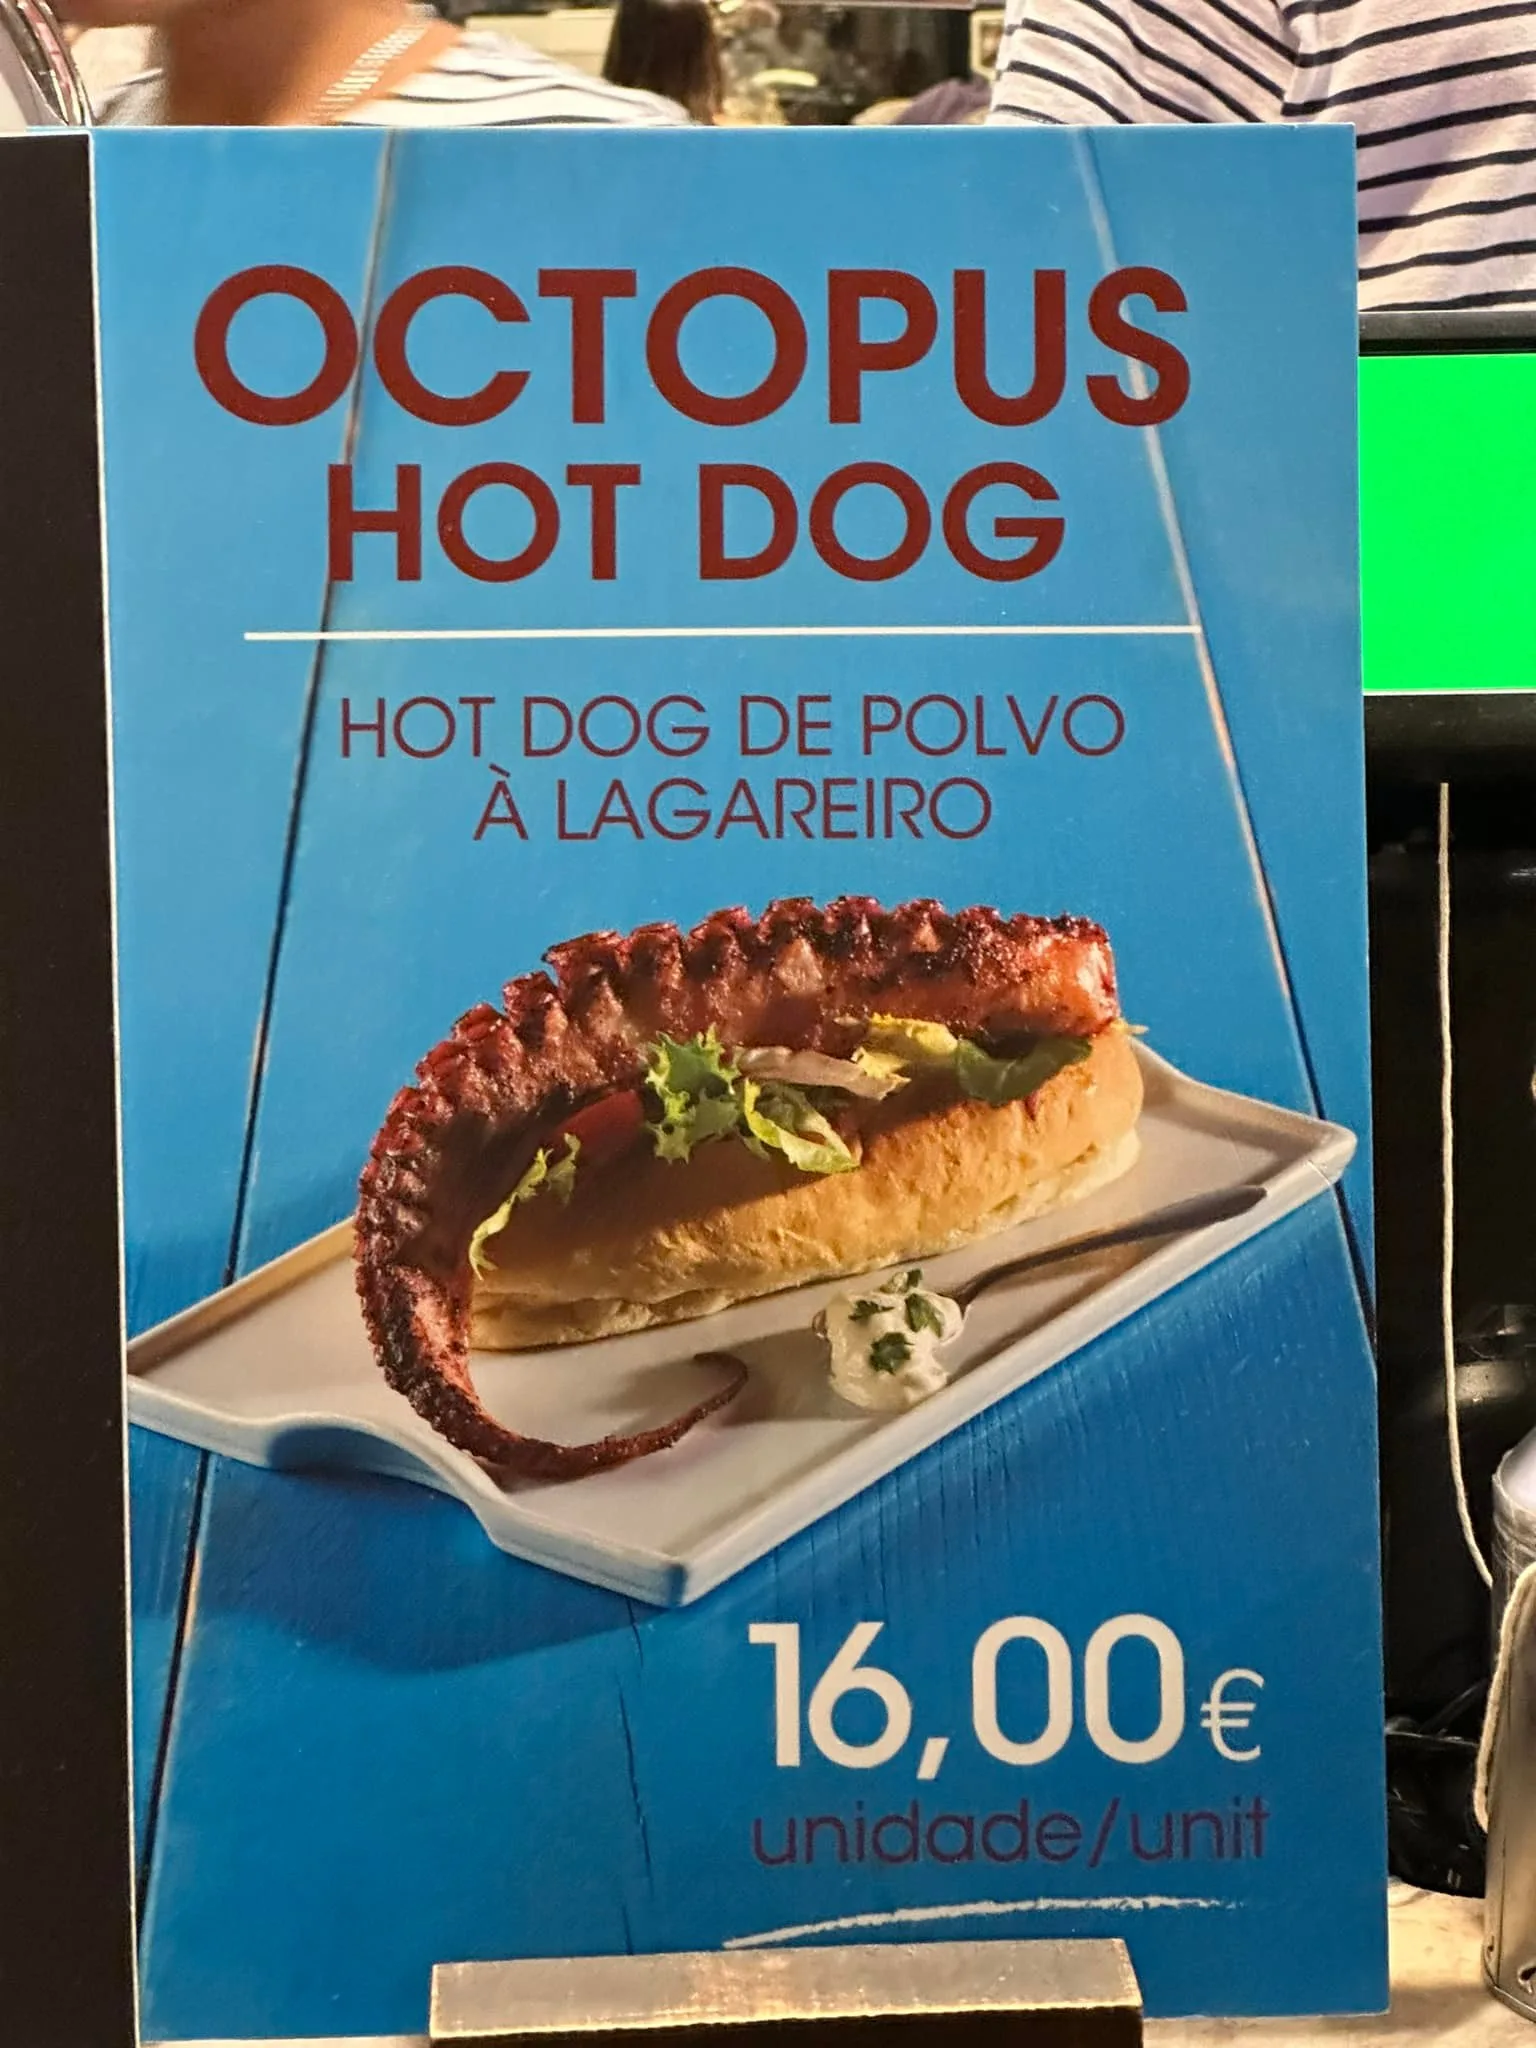 OCTOPUS
HOT DOG
HOT DOG DE POLVO
À LAGAREIRO
16,00€
unidade/unit